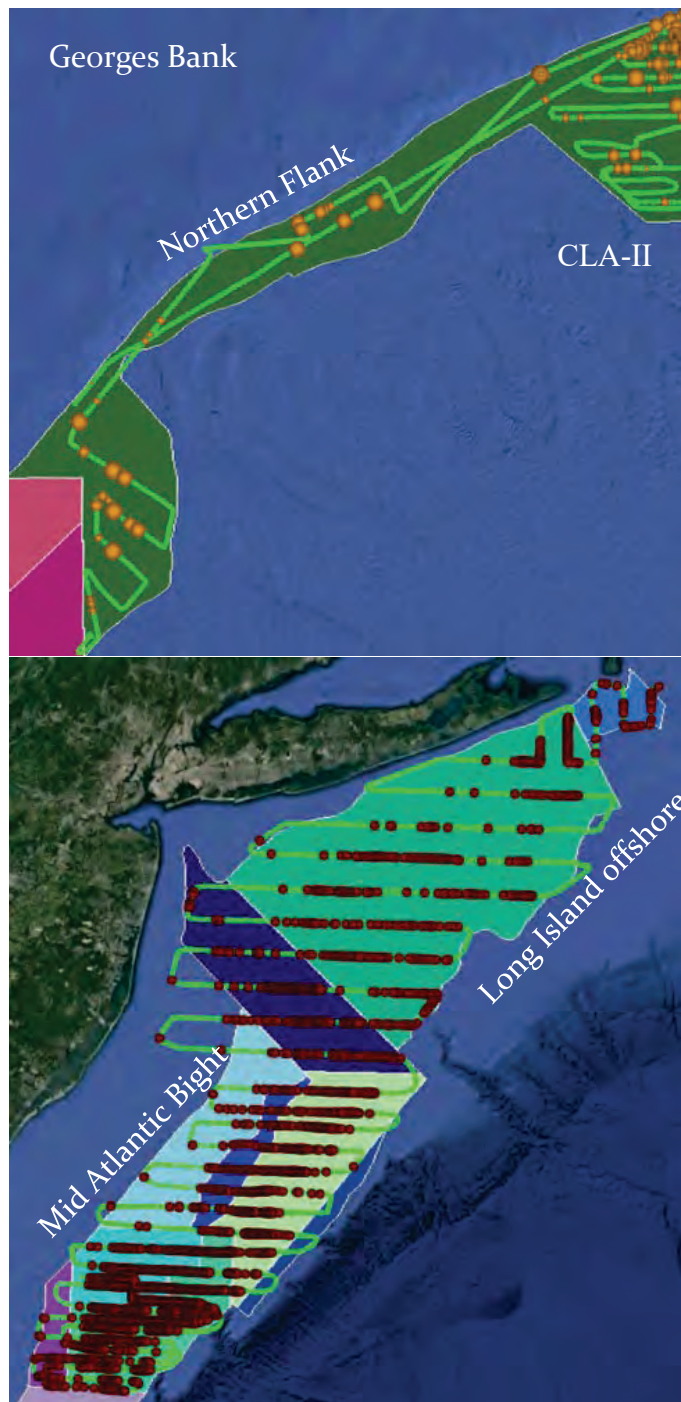 Georges Bank
Northern Flank
CLA-II
Long Island offshore
Mid Atlantic Bight